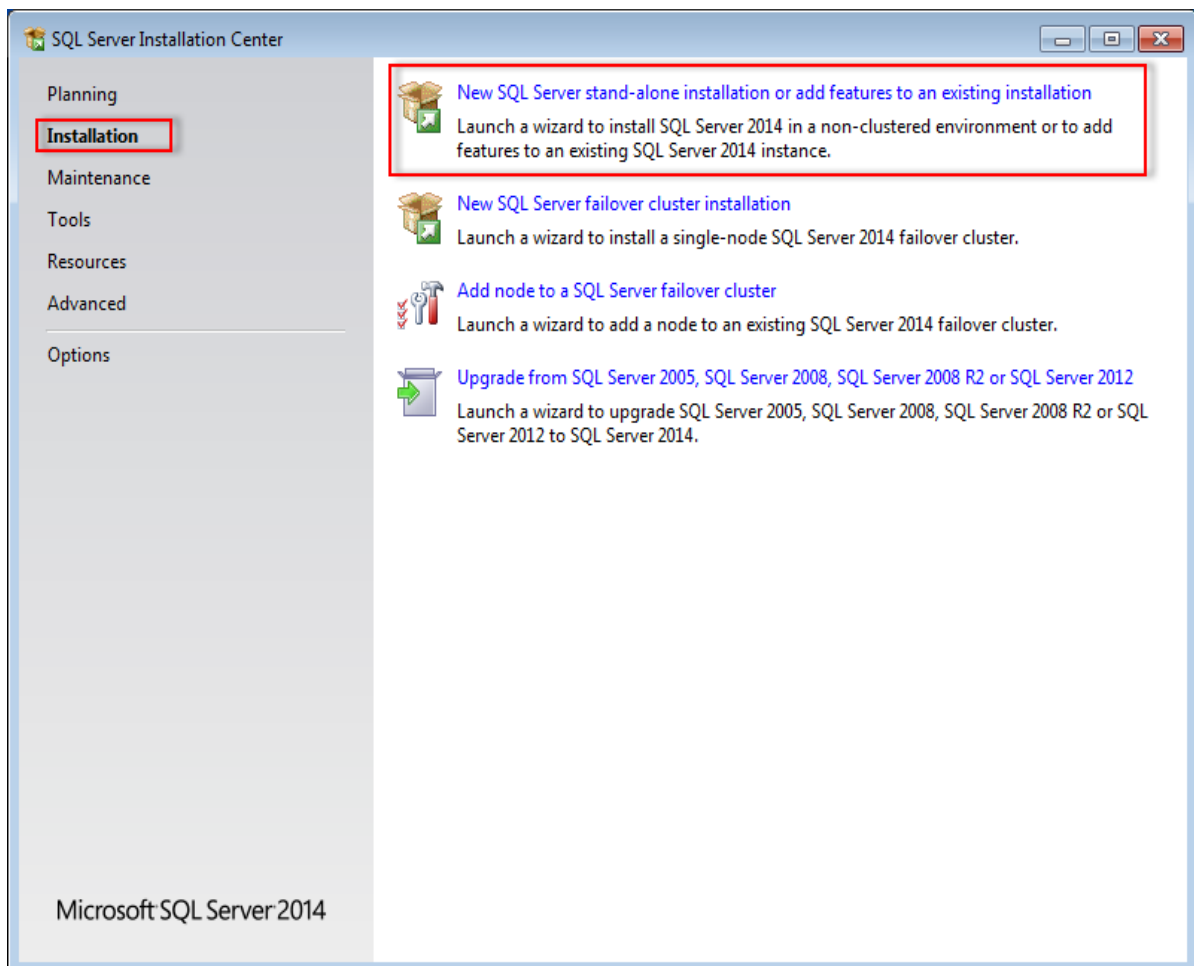 SQL Server Installation Center
Planning
Installation
Maintenance
Tools
Resources
Advanced
Options
New SQL Server stand-alone installation or add features to an existing installation
Launch a wizard to install SQL Server 2014 in a non-clustered environment or to add
features to an existing SQL Server 2014 instance.
New SQL Server failover cluster installation
Launch a wizard to install a single-node SQL Server 2014 failover cluster.
Add node to a SQL Server failover cluster
Launch a wizard to add a node to an existing SQL Server 2014 failover cluster.
Upgrade from SQL Server 2005, SQL Server 2008, SQL Server 2008 R2 or SQL Server 2012
Launch a wizard to upgrade SQL Server 2005, SQL Server 2008, SQL Server 2008 R2 or SQL
Server 2012 to SQL Server 2014.
Microsoft SQL Server 2014